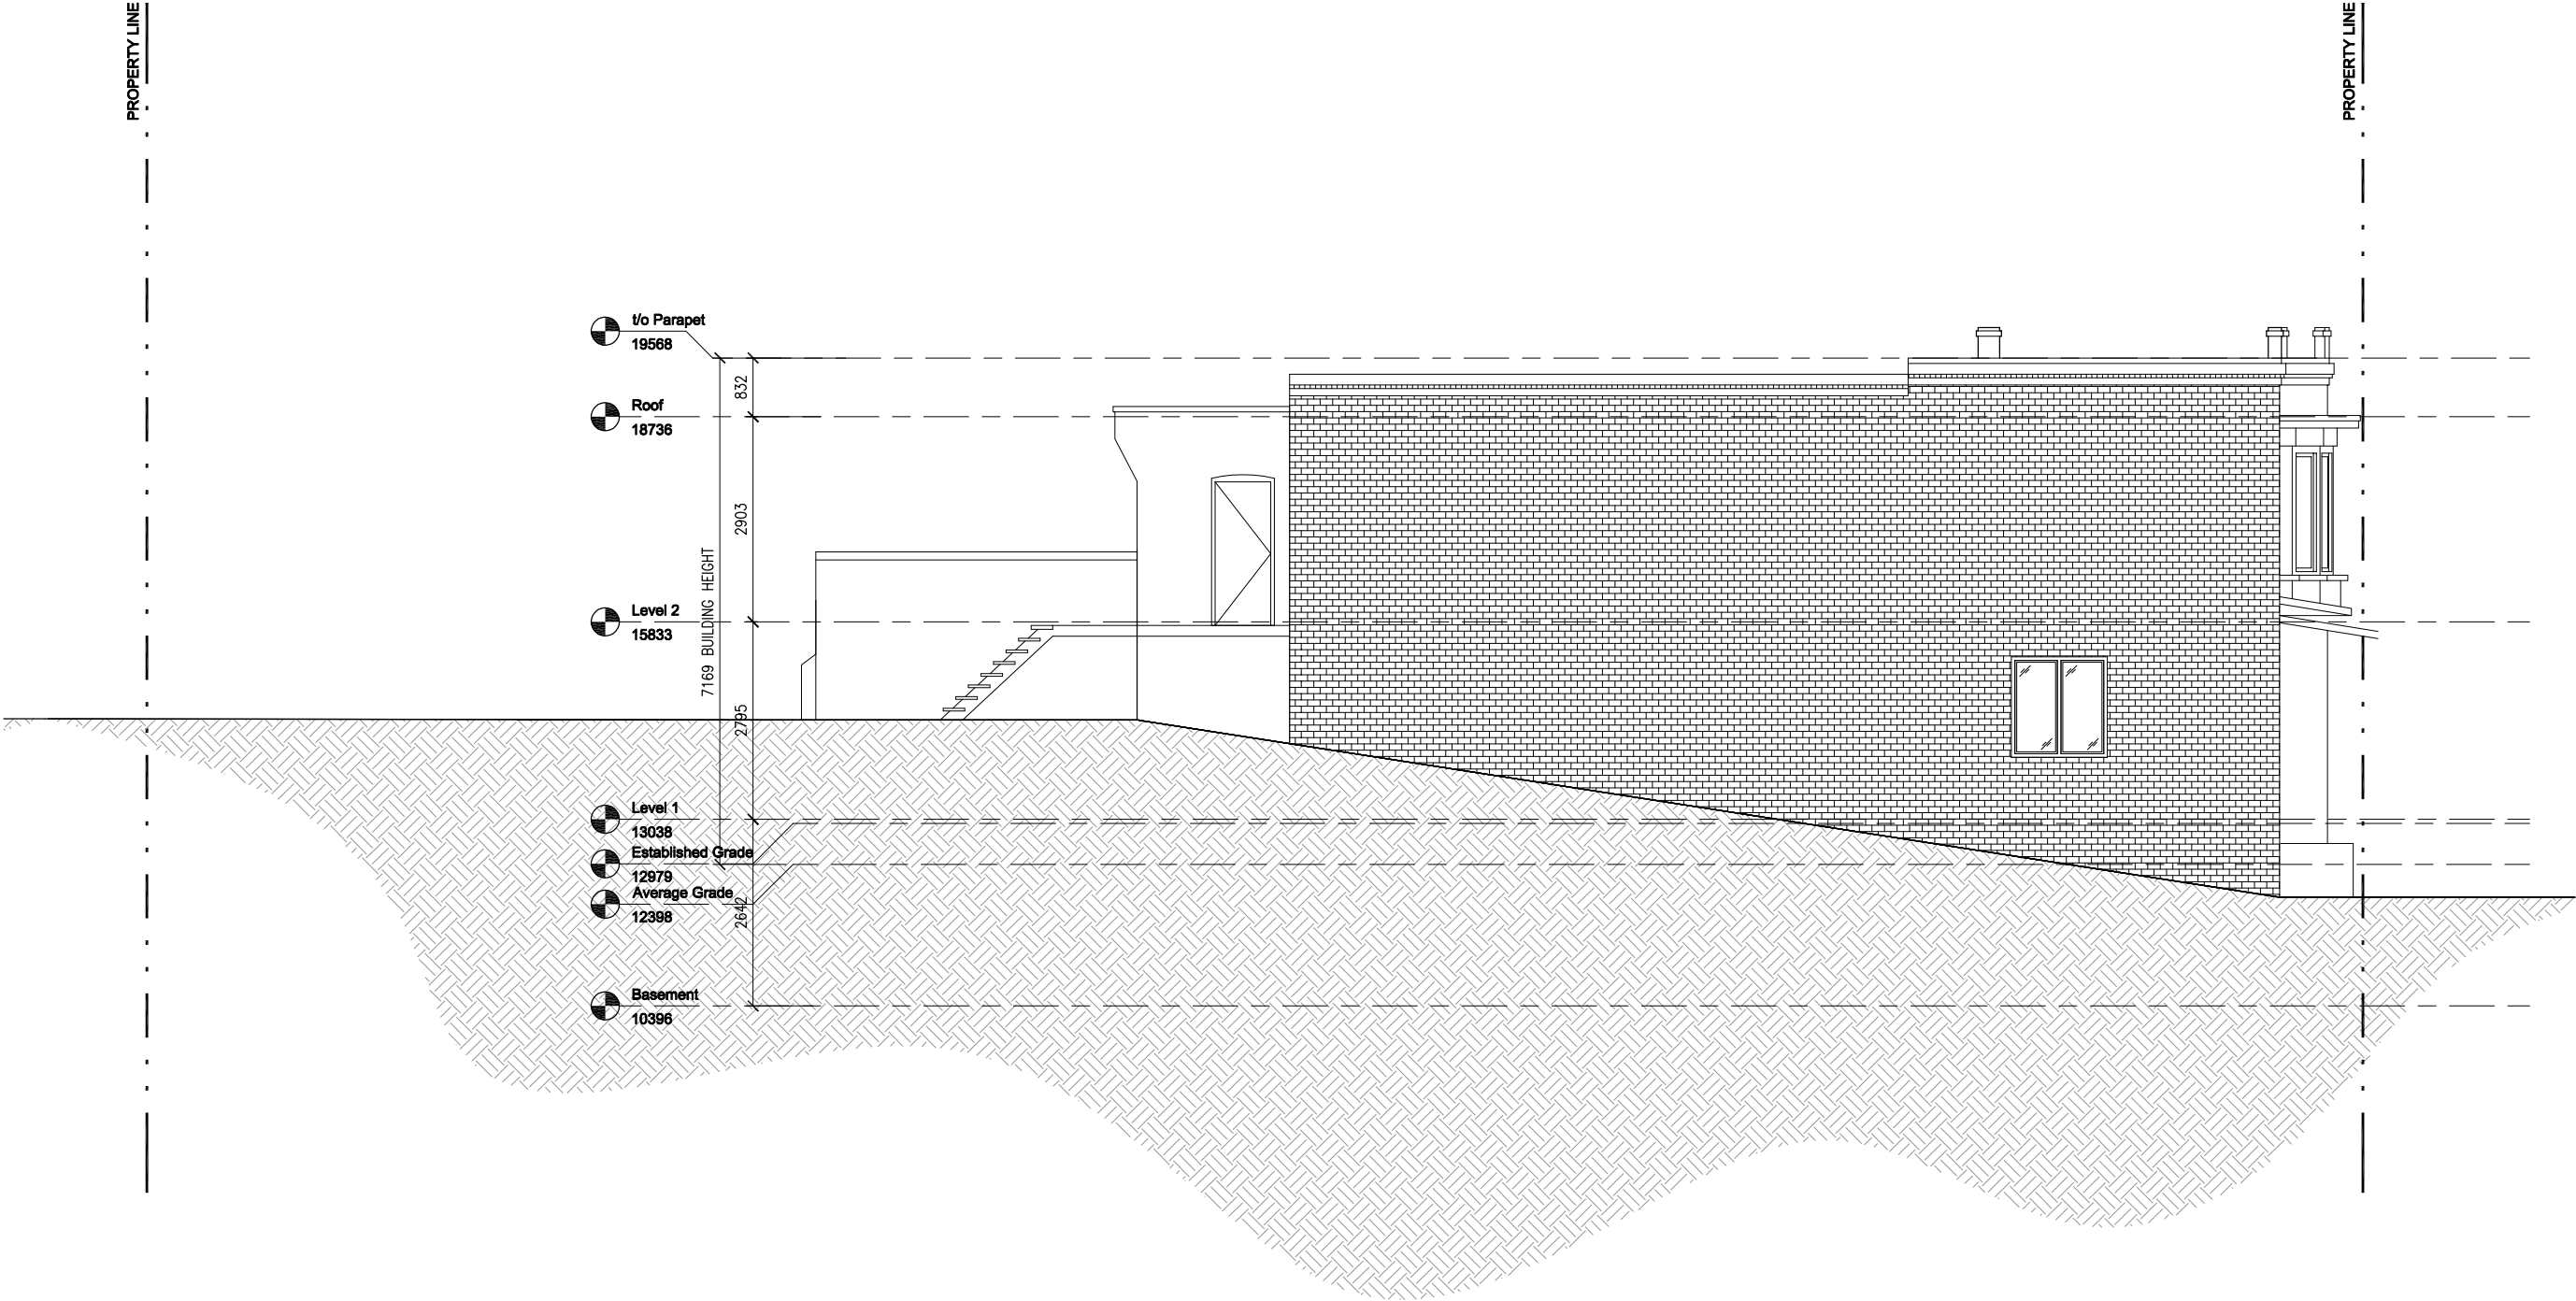 PROPERTY LINE
PROPERTY LINE
t/o Parapet
19568
832
Roof
18736
2903
7169 BUILDING HEIGHT
Level 2
15833
2795
Level 1
13038
Established Grade
12979
Average Grade
12398
2642
Basement
10396